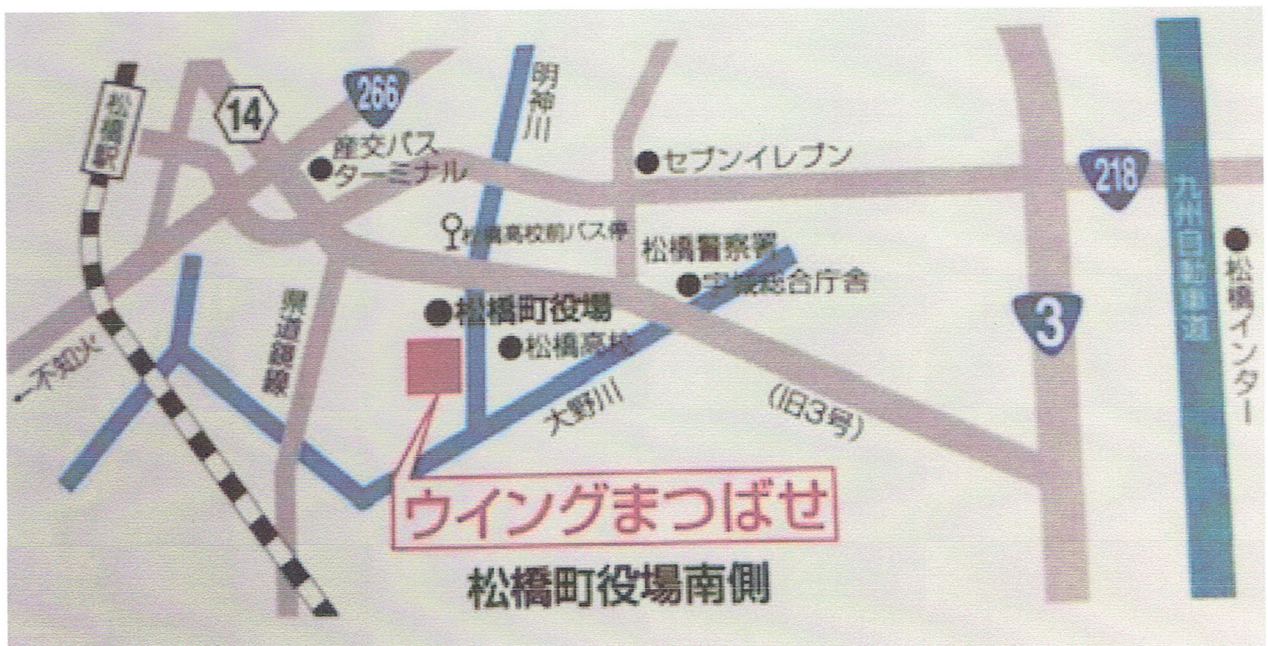 松橋駅
14
266
明神川
産交バス
ターミナル
セブンイレブン
218
九州自動車道
松橋インター
松橋高校前バス停
松橋警察署
宇城総合庁舎
松橋町役場
松橋高校
3
←不知火
大野川
(旧3号)
ウイングまつばせ
松橋町役場南側